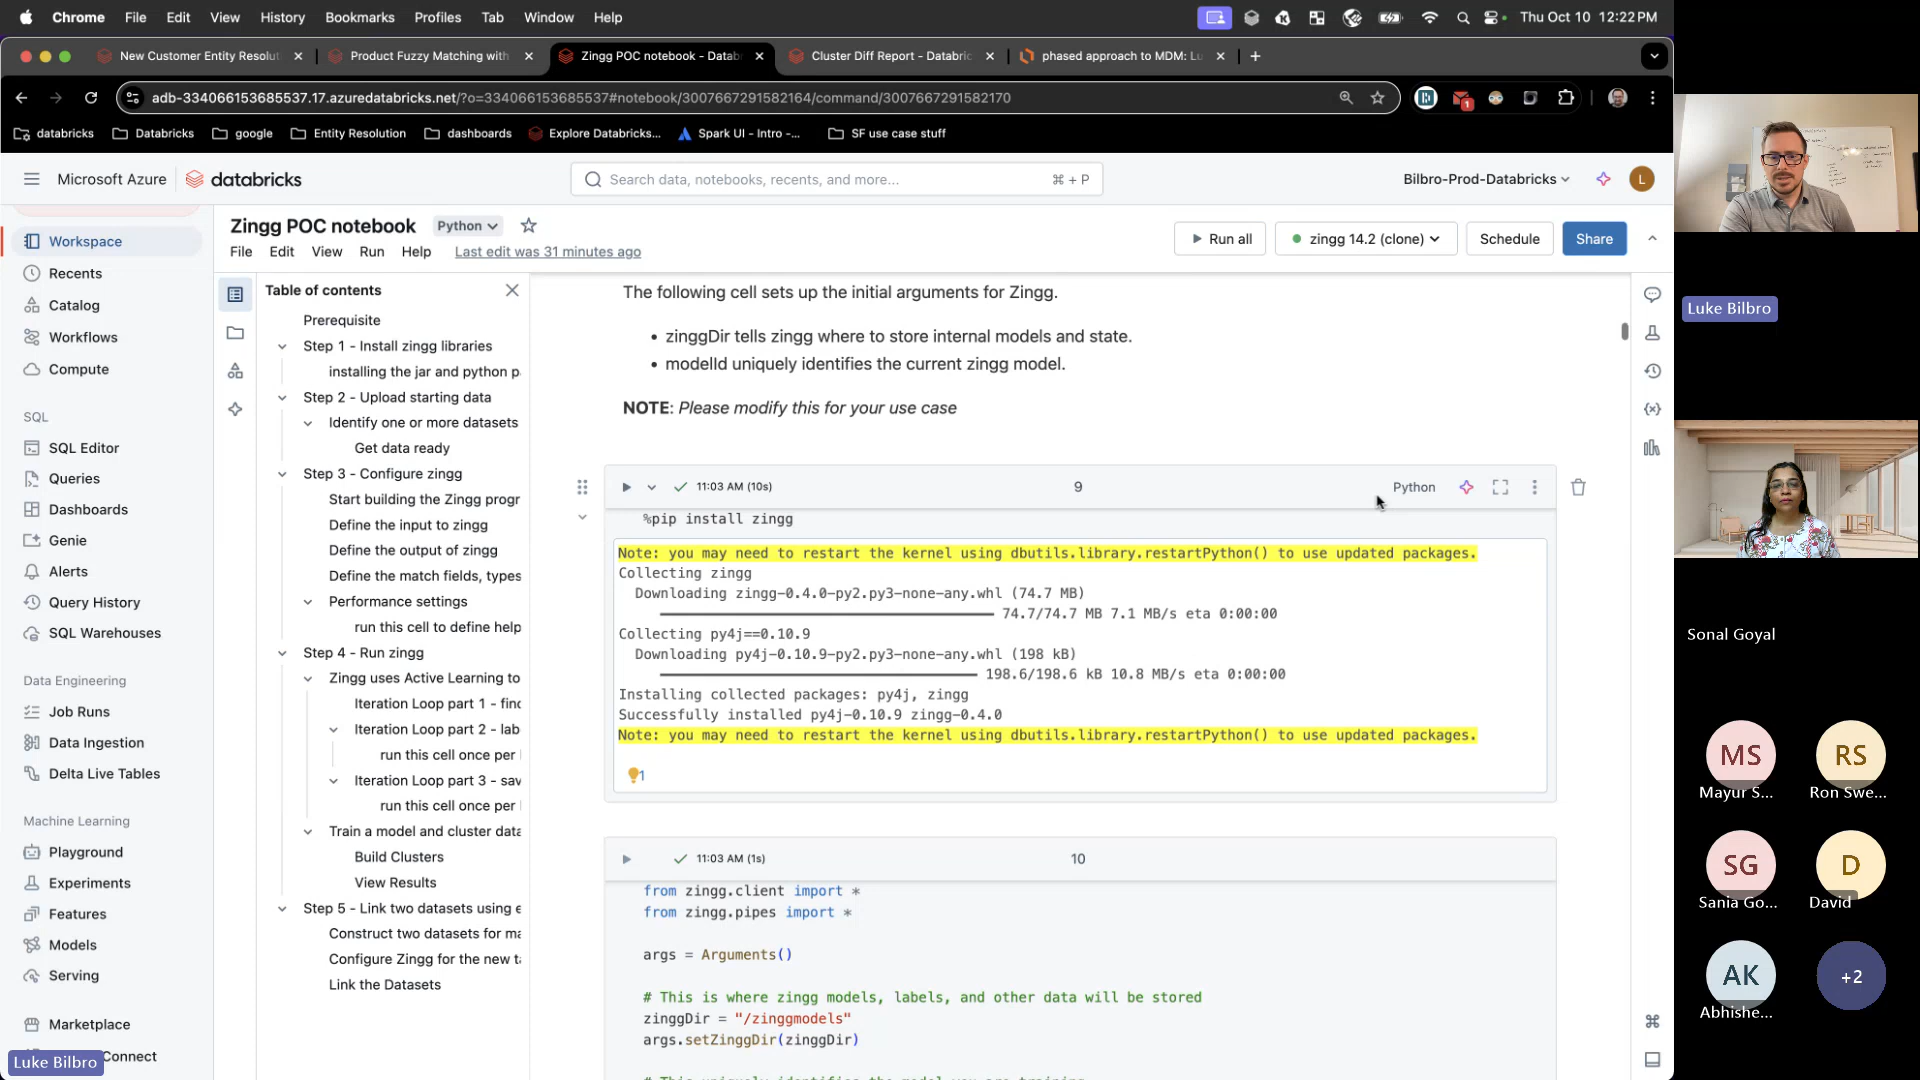 Chrome File Edit View History Bookmarks Profiles Tab Window Help Thu Oct 10 12:22 PM
New Customer Entity Resolut Product Fuzzy Matching with Zingg POC notebook - Datab Cluster Diff Report - Databric phased approach to MDM: Lu
adb-334066153685537.17.azuredatabricks.net/?o=334066153685537#notebook/3007667291582164/command/3007667291582170
1
databricks Databricks google Entity Resolution dashboards Explore Databricks... Spark UI - Intro -... SF use case stuff
Microsoft Azure databricks Search data, notebooks, recents, and more... ⌘ + P Bilbro-Prod-Databricks L
Workspace
Recents
Catalog
Workflows
Compute
SQL
SQL Editor
Queries
Dashboards
Genie
Alerts
Query History
SQL Warehouses
Data Engineering
Job Runs
Data Ingestion
Delta Live Tables
Machine Learning
Playground
Experiments
Features
Models
Serving
Marketplace
Connect
Luke Bilbro
Zingg POC notebook Python
File Edit View Run Help Last edit was 31 minutes ago
Run all zingg 14.2 (clone) Schedule Share
Table of contents
Prerequisite
Step 1 - Install zingg libraries
installing the jar and python p
Step 2 - Upload starting data
Identify one or more datasets
Get data ready
Step 3 - Configure zingg
Start building the Zingg progr
Define the input to zingg
Define the output of zingg
Define the match fields, types
Performance settings
run this cell to define help
Step 4 - Run zingg
Zingg uses Active Learning to
Iteration Loop part 1 - find
Iteration Loop part 2 - lab
run this cell once per
Iteration Loop part 3 - sav
run this cell once per
Train a model and cluster data
Build Clusters
View Results
Step 5 - Link two datasets using e
Construct two datasets for ma
Configure Zingg for the new ta
Link the Datasets
The following cell sets up the initial arguments for Zingg.
• zinggDir tells zingg where to store internal models and state.
• modelId uniquely identifies the current zingg model.
NOTE: Please modify this for your use case
11:03 AM (10s) 9 Python
%pip install zingg
Note: you may need to restart the kernel using dbutils.library.restartPython() to use updated packages.
Collecting zingg
Downloading zingg-0.4.0-py2.py3-none-any.whl (74.7 MB)
74.7/74.7 MB 7.1 MB/s eta 0:00:00
Collecting py4j==0.10.9
Downloading py4j-0.10.9-py2.py3-none-any.whl (198 kB)
198.6/198.6 kB 10.8 MB/s eta 0:00:00
Installing collected packages: py4j, zingg
Successfully installed py4j-0.10.9 zingg-0.4.0
Note: you may need to restart the kernel using dbutils.library.restartPython() to use updated packages.
1
11:03 AM (1s) 10
from zingg.client import *
from zingg.pipes import *
args = Arguments()
# This is where zingg models, labels, and other data will be stored
zinggDir = "/zinggmodels"
args.setZinggDir(zinggDir)
# This uniquely identifies the model you are training
Luke Bilbro
Sonal Goyal
MS RS
Mayur S... Ron Swe...
SG D
Sania Go... David
AK +2
Abhishe...